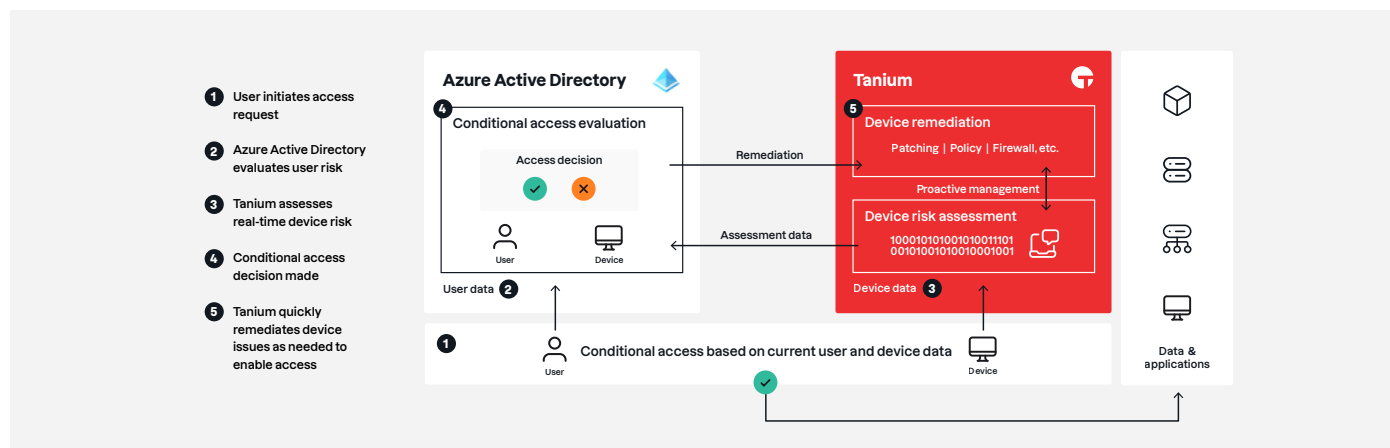 1 User initiates access
request
2 Azure Active Directory
evaluates user risk
3 Tanium assesses
real-time device risk
4 Conditional access
decision made
5 Tanium quickly
remediates device
issues as needed to
enable access
Azure Active Directory
4
Conditional access evaluation
Access decision
User
Device
User data 2
Remediation
Assessment data
Tanium
5
Device remediation
Patching | Policy | Firewall, etc.
Proactive management
Device risk assessment
100010101001010011101
00101001010010001001
Device data 3
1
User
Conditional access based on current user and device data
Device
Data &
applications